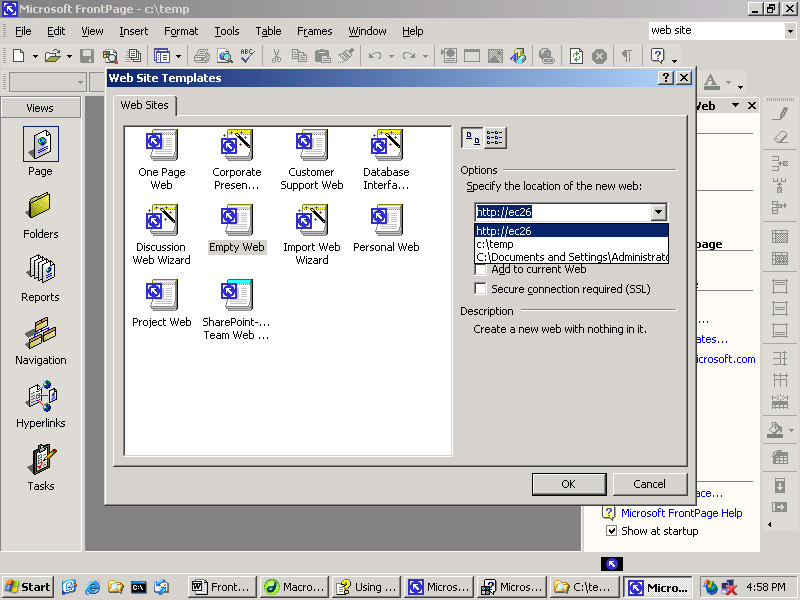 Microsoft FrontPage - c:\temp
File Edit View Insert Format Tools Table Frames Window Help
web site
Web Site Templates
Views
Page
Folders
Reports
Navigation
Hyperlinks
Tasks
Web Sites
One Page
Web
Corporate
Presen...
Customer
Support Web
Database
Interfa...
Discussion
Web Wizard
Empty Web
Import Web
Wizard
Personal Web
Project Web
SharePoint-...
Team Web ...
Options
Specify the location of the new web:
http://ec26
http://ec26
c:\temp
C:\Documents and Settings\Administrato
Add to current Web
Secure connection required (SSL)
Description
Create a new web with nothing in it.
OK
Cancel
Web
page
...
ates...
icrosoft.com
ace...
Microsoft FrontPage Help
Show at startup
Start
Front...
Macro...
Using ...
Micros...
Micros...
C:\te...
Micro...
4:58 PM